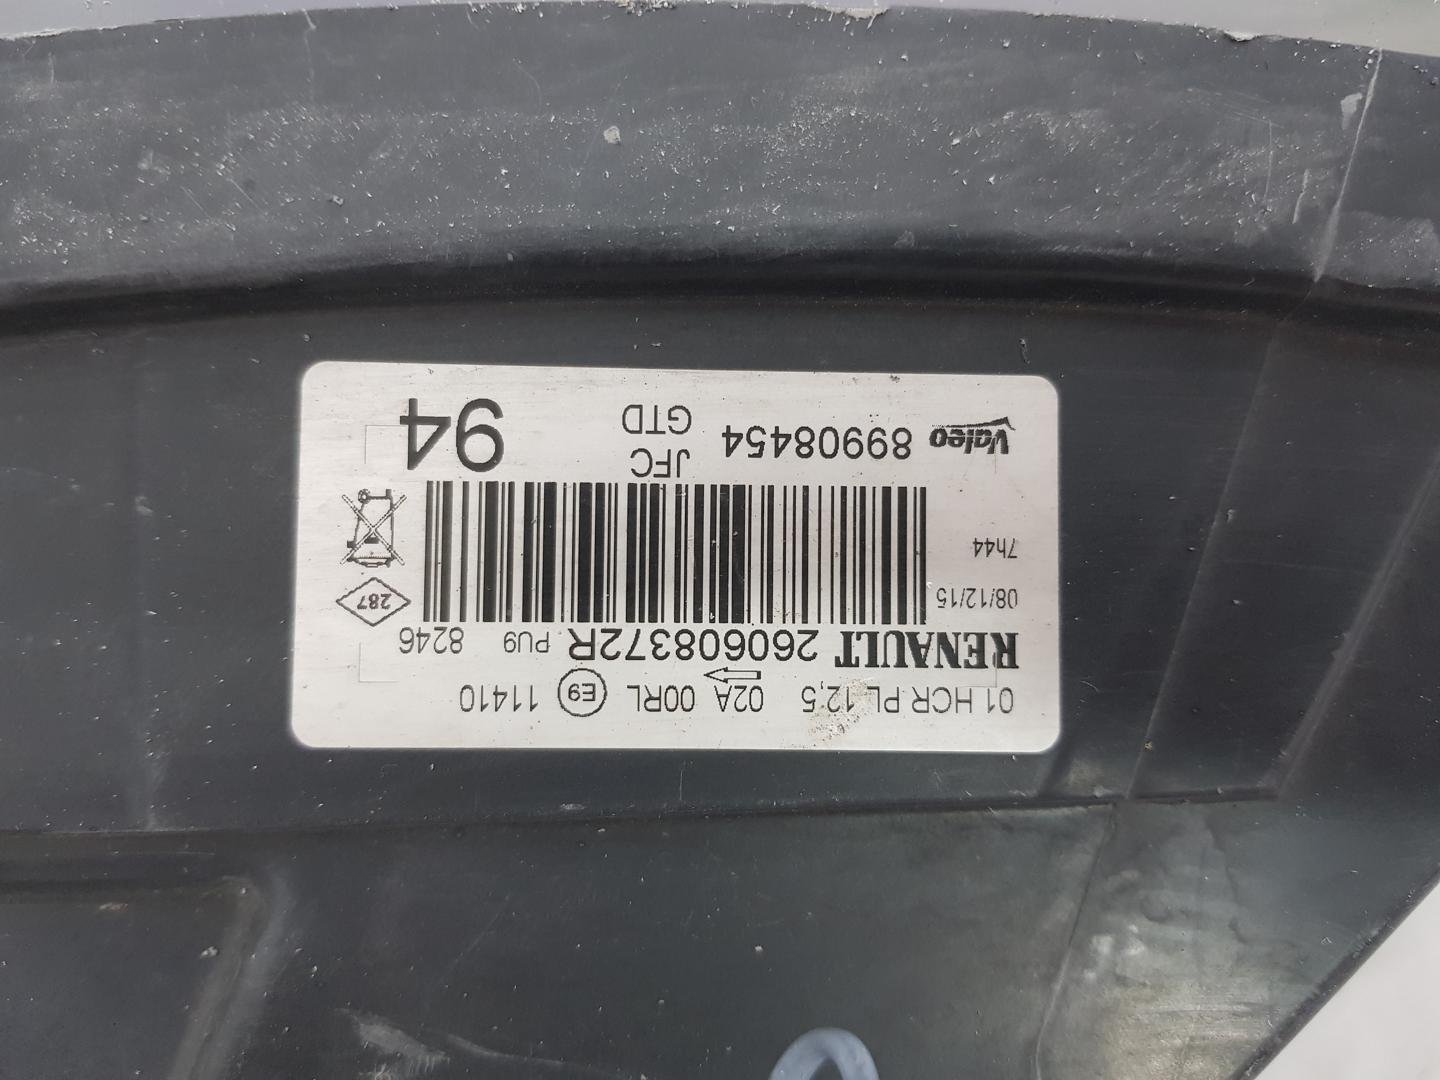 01 HCR PL 12,5 02A 00RL E9 11410
RENAULT 260608372R PU9 8246
08/12/15
287
7h44
JFC
Valeo 89908454 94
GTD